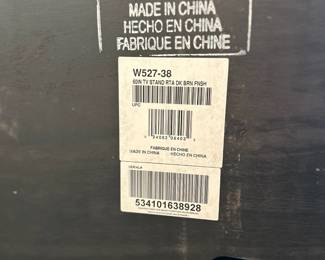 MADE IN CHINA
HECHO EN CHINA
FABRIQUE EN CHINE
W527-38
60IN TV STAND RTA DK BRN FNSH
UPC
FABRIQUE EN CHINE
MADE IN CHINA HECHO EN CHINA
534101638928